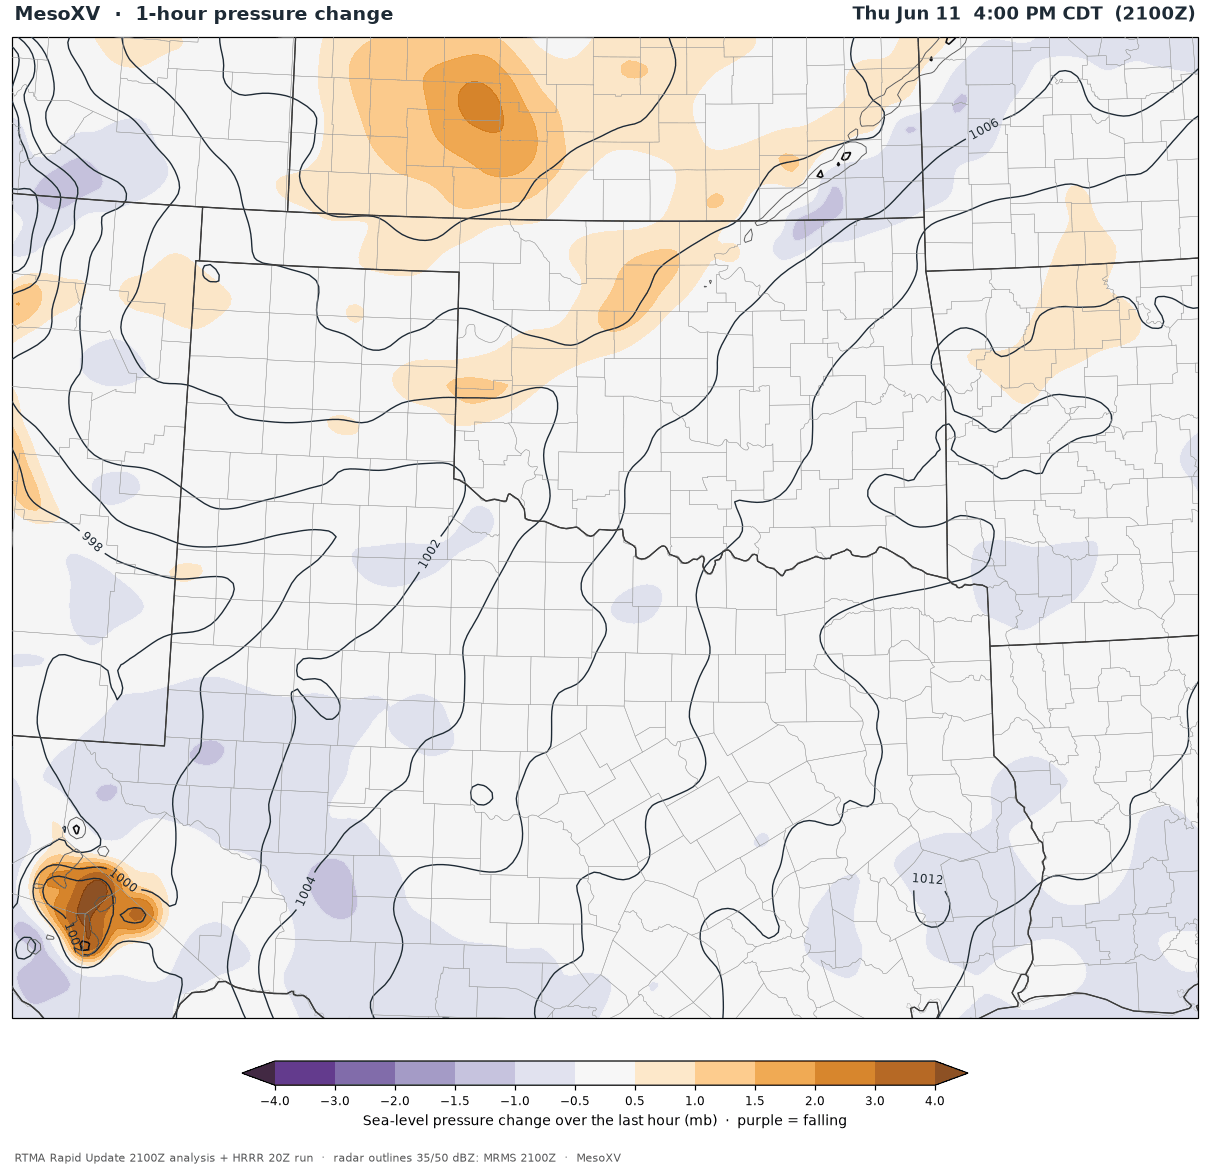 MesoXV · 1-hour pressure change
Thu Jun 11 4:00 PM CDT (2100Z)
1006
998
1002
1000
1002
1004
1012
−4.0 −3.0 −2.0 −1.5 −1.0 −0.5 0.5 1.0 1.5 2.0 3.0 4.0
Sea-level pressure change over the last hour (mb) · purple = falling
RTMA Rapid Update 2100Z analysis + HRRR 20Z run · radar outlines 35/50 dBZ: MRMS 2100Z · MesoXV